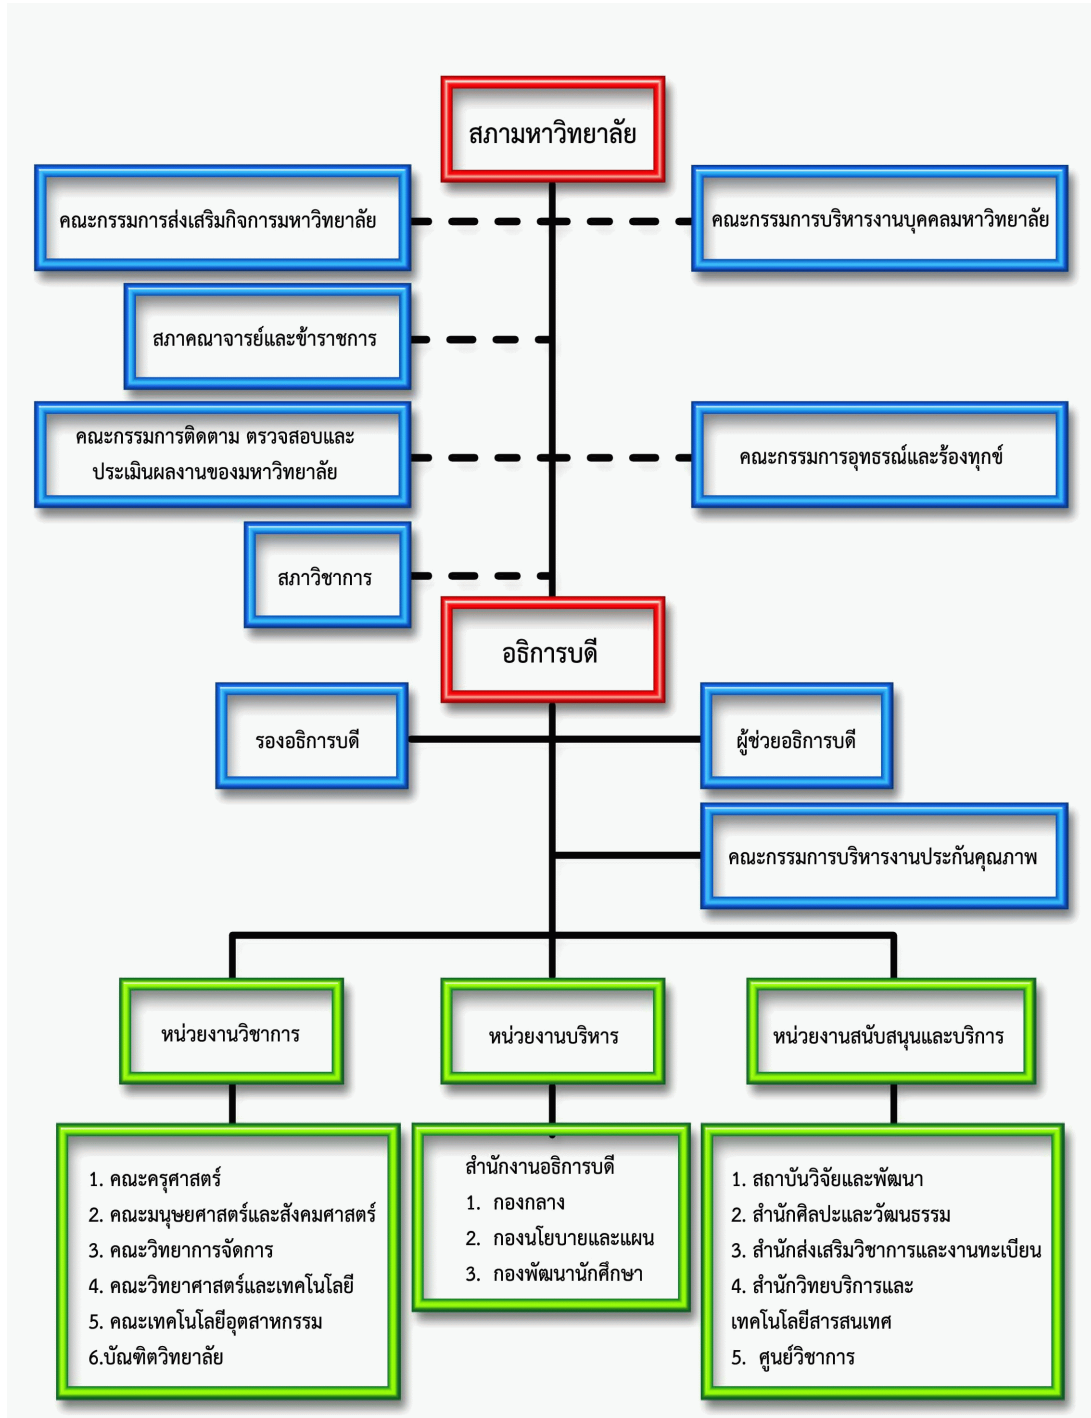 สภามหาวิทยาลัย
คณะกรรมการส่งเสริมกิจการมหาวิทยาลัย
คณะกรรมการบริหารงานบุคคลมหาวิทยาลัย
สภาคณาจารย์และข้าราชการ
คณะกรรมการติดตาม ตรวจสอบและ
ประเมินผลงานของมหาวิทยาลัย
คณะกรรมการอุทธรณ์และร้องทุกข์
สภาวิชาการ
อธิการบดี
รองอธิการบดี
ผู้ช่วยอธิการบดี
คณะกรรมการบริหารงานประกันคุณภาพ
หน่วยงานวิชาการ
หน่วยงานบริหาร
หน่วยงานสนับสนุนและบริการ
1. คณะครุศาสตร์
2. คณะมนุษยศาสตร์และสังคมศาสตร์
3. คณะวิทยาการจัดการ
4. คณะวิทยาศาสตร์และเทคโนโลยี
5. คณะเทคโนโลยีอุตสาหกรรม
6.บัณฑิตวิทยาลัย
สำนักงานอธิการบดี
1. กองกลาง
2. กองนโยบายและแผน
3. กองพัฒนานักศึกษา
1. สถาบันวิจัยและพัฒนา
2. สำนักศิลปะและวัฒนธรรม
3. สำนักส่งเสริมวิชาการและงานทะเบียน
4. สำนักวิทยบริการและ
เทคโนโลยีสารสนเทศ
5. ศูนย์วิชาการ